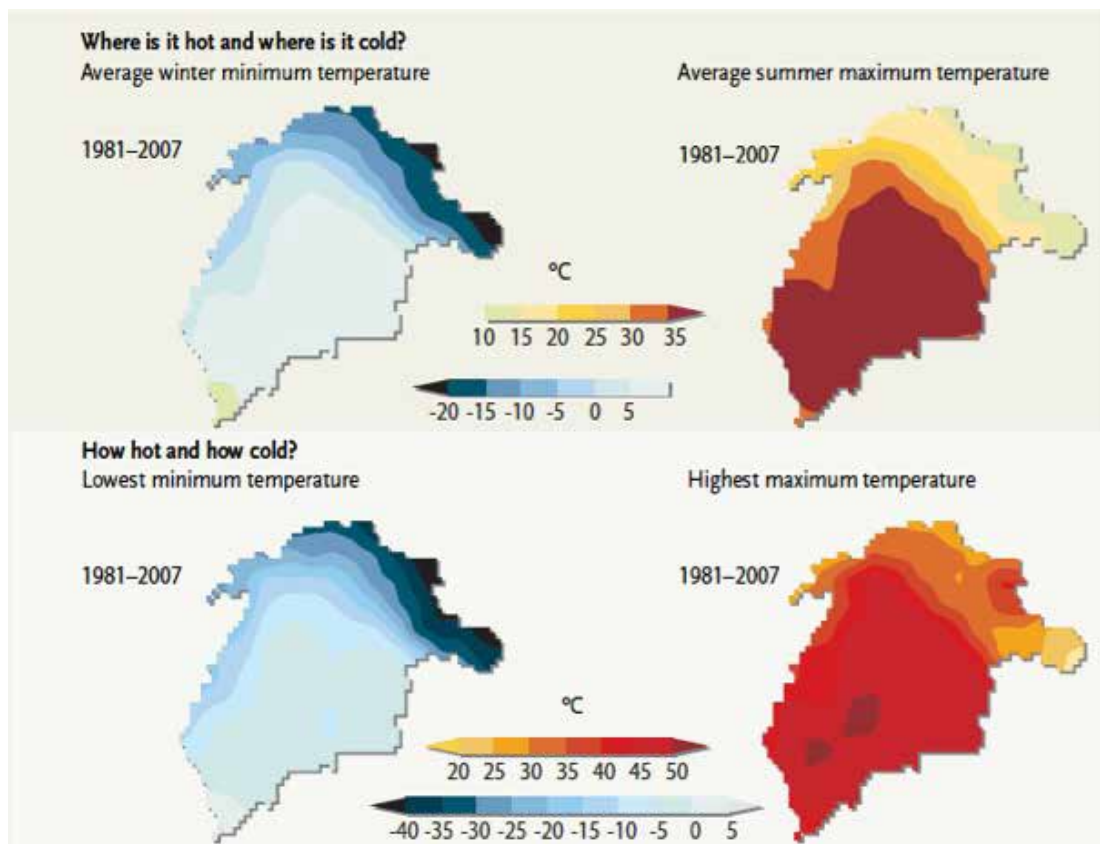 Where is it hot and where is it cold?
Average winter minimum temperature
Average summer maximum temperature
1981–2007
1981–2007
ºC
10 15 20 25 30 35
-20 -15 -10 -5 0 5
How hot and how cold?
Lowest minimum temperature
Highest maximum temperature
1981–2007
1981–2007
ºC
20 25 30 35 40 45 50
-40 -35 -30 -25 -20 -15 -10 -5 0 5